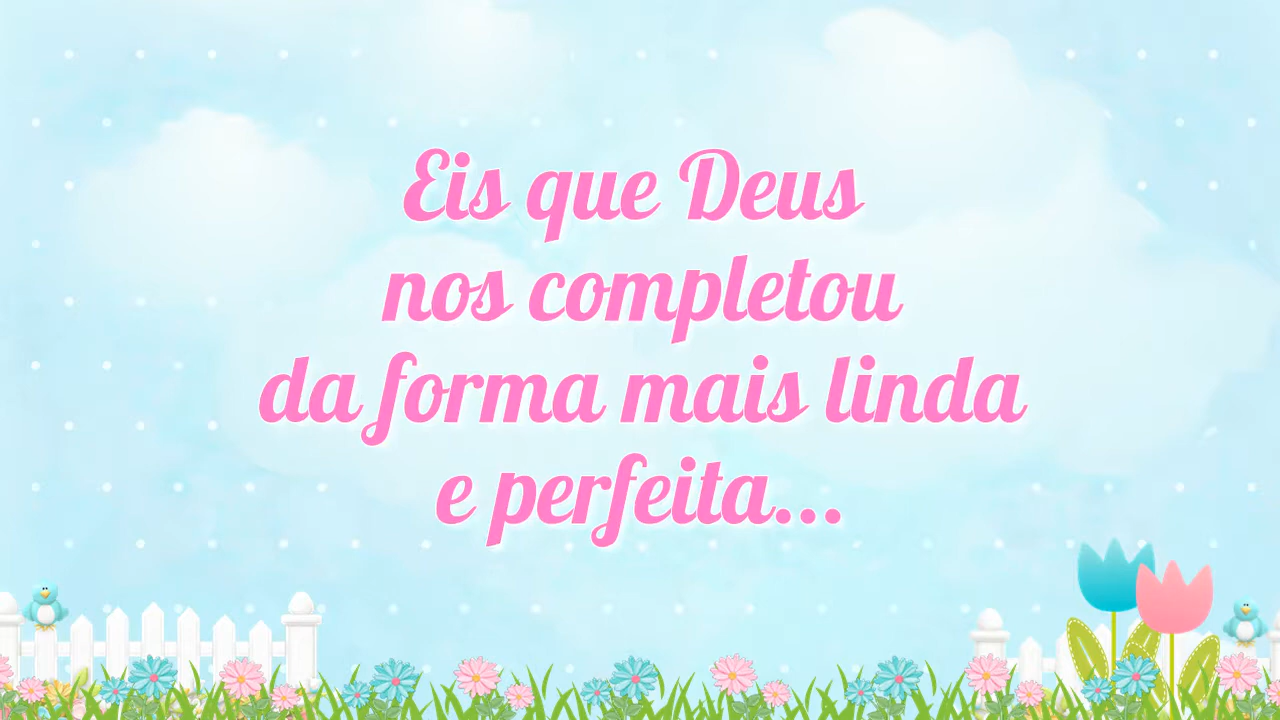 Eis que Deus
nos completou
da forma mais linda
e perfeita...